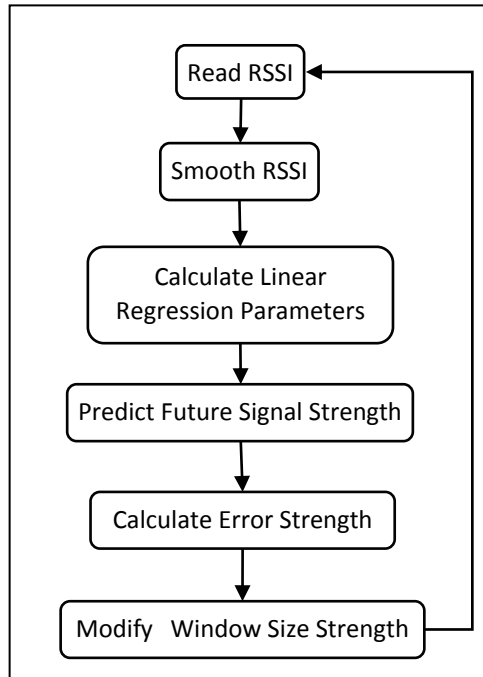 Read RSSI
Smooth RSSI
Calculate Linear
Regression Parameters
Predict Future Signal Strength
Calculate Error Strength
Modify   Window Size Strength